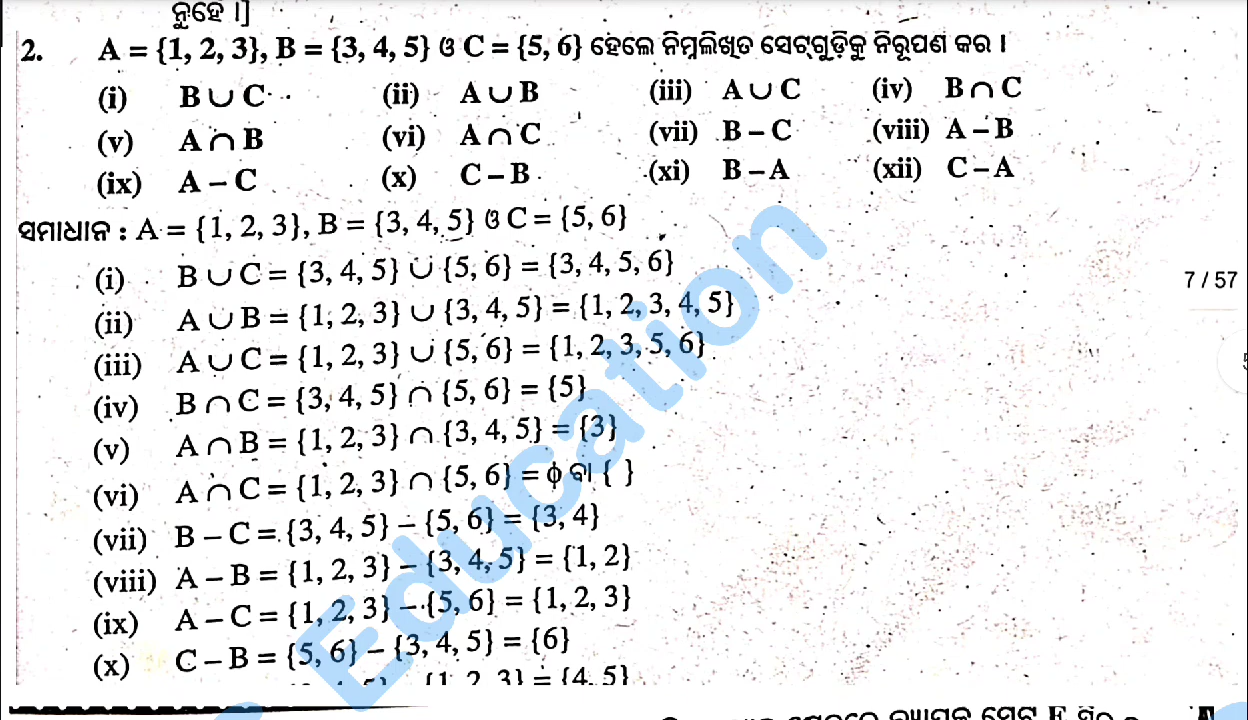 ନୁହେଁ ।]
2. A = {1, 2, 3}, B = {3, 4, 5} ଓ C = {5, 6} ହେଲେ ନିମ୍ନଲିଖିତ ସେଟ୍‌ଗୁଡ଼ିକୁ ନିରୂପଣ କର ।
(i) B ∪ C (ii) A ∪ B (iii) A ∪ C (iv) B ∩ C
(v) A ∩ B (vi) A ∩ C (vii) B – C (viii) A – B
(ix) A – C (x) C – B (xi) B – A (xii) C – A
ସମାଧାନ : A = {1, 2, 3}, B = {3, 4, 5} ଓ C = {5, 6}
(i) B ∪ C = {3, 4, 5} ∪ {5, 6} = {3, 4, 5, 6}
7 / 57
(ii) A ∪ B = {1, 2, 3} ∪ {3, 4, 5} = {1, 2, 3, 4, 5}
(iii) A ∪ C = {1, 2, 3} ∪ {5, 6} = {1, 2, 3, 5, 6}
(iv) B ∩ C = {3, 4, 5} ∩ {5, 6} = {5}
(v) A ∩ B = {1, 2, 3} ∩ {3, 4, 5} = {3}
(vi) A ∩ C = {1, 2, 3} ∩ {5, 6} = ϕ ବା { }
(vii) B – C = {3, 4, 5} – {5, 6} = {3, 4}
(viii) A – B = {1, 2, 3} – {3, 4, 5} = {1, 2}
(ix) A – C = {1, 2, 3} – {5, 6} = {1, 2, 3}
(x) C – B = {5, 6} – {3, 4, 5} = {6}
{1 2 3} = {4, 5}
Education